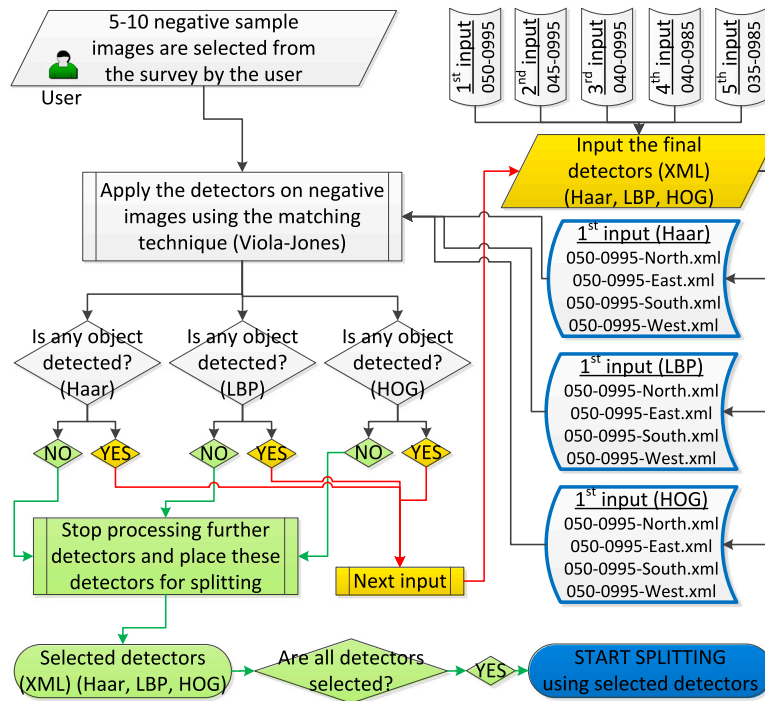 5-10 negative sample
images are selected from
the survey by the user
User
1st input
050-0995
2nd input
045-0995
3rd input
040-0995
4th input
040-0985
5th input
035-0985
Input the final
detectors (XML)
(Haar, LBP, HOG)
Apply the detectors on negative
images using the matching
technique (Viola-Jones)
1st input (Haar)
050-0995-North.xml
050-0995-East.xml
050-0995-South.xml
050-0995-West.xml
Is any object
detected?
(Haar)
Is any object
detected?
(LBP)
Is any object
detected?
(HOG)
1st input (LBP)
050-0995-North.xml
050-0995-East.xml
050-0995-South.xml
050-0995-West.xml
NO
YES
NO
YES
NO
YES
1st input (HOG)
050-0995-North.xml
050-0995-East.xml
050-0995-South.xml
050-0995-West.xml
Stop processing further
detectors and place these
detectors for splitting
Next input
Selected detectors
(XML) (Haar, LBP, HOG)
Are all detectors
selected?
YES
START SPLITTING
using selected detectors